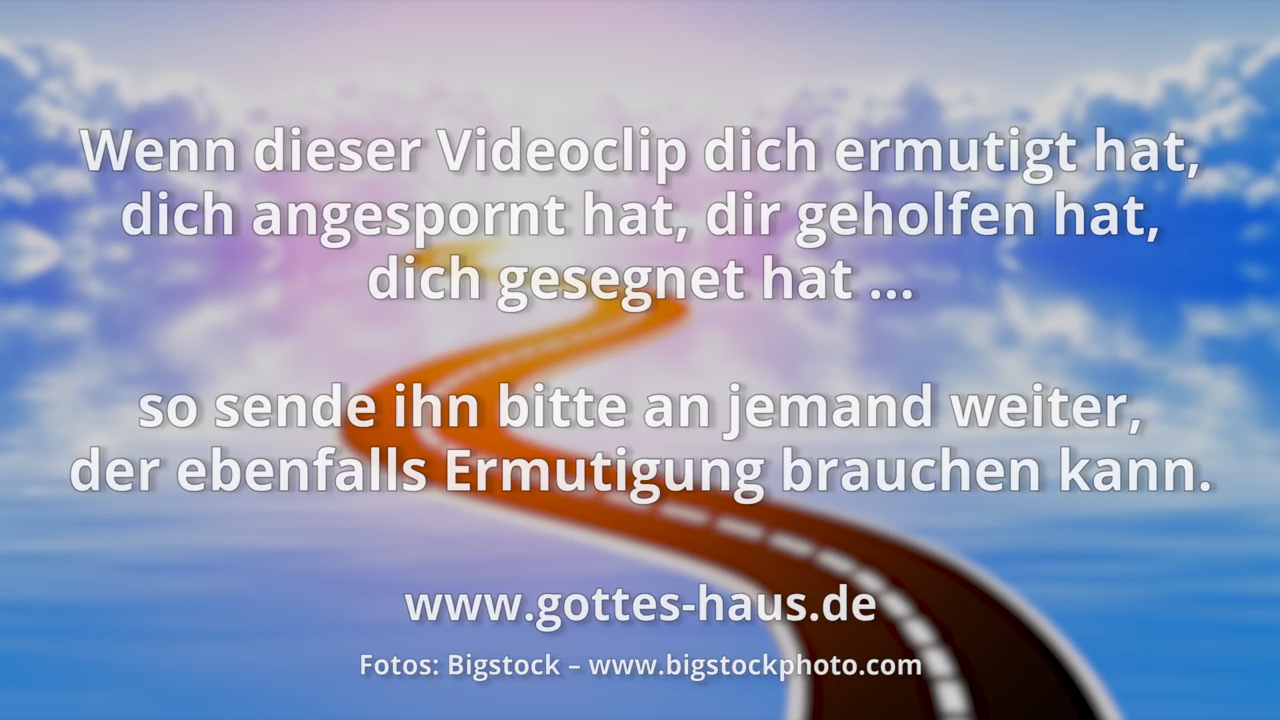 Wenn dieser Videoclip dich ermutigt hat,
dich angespornt hat, dir geholfen hat,
dich gesegnet hat ...
so sende ihn bitte an jemand weiter,
der ebenfalls Ermutigung brauchen kann.
www.gottes-haus.de
Fotos: Bigstock – www.bigstockphoto.com